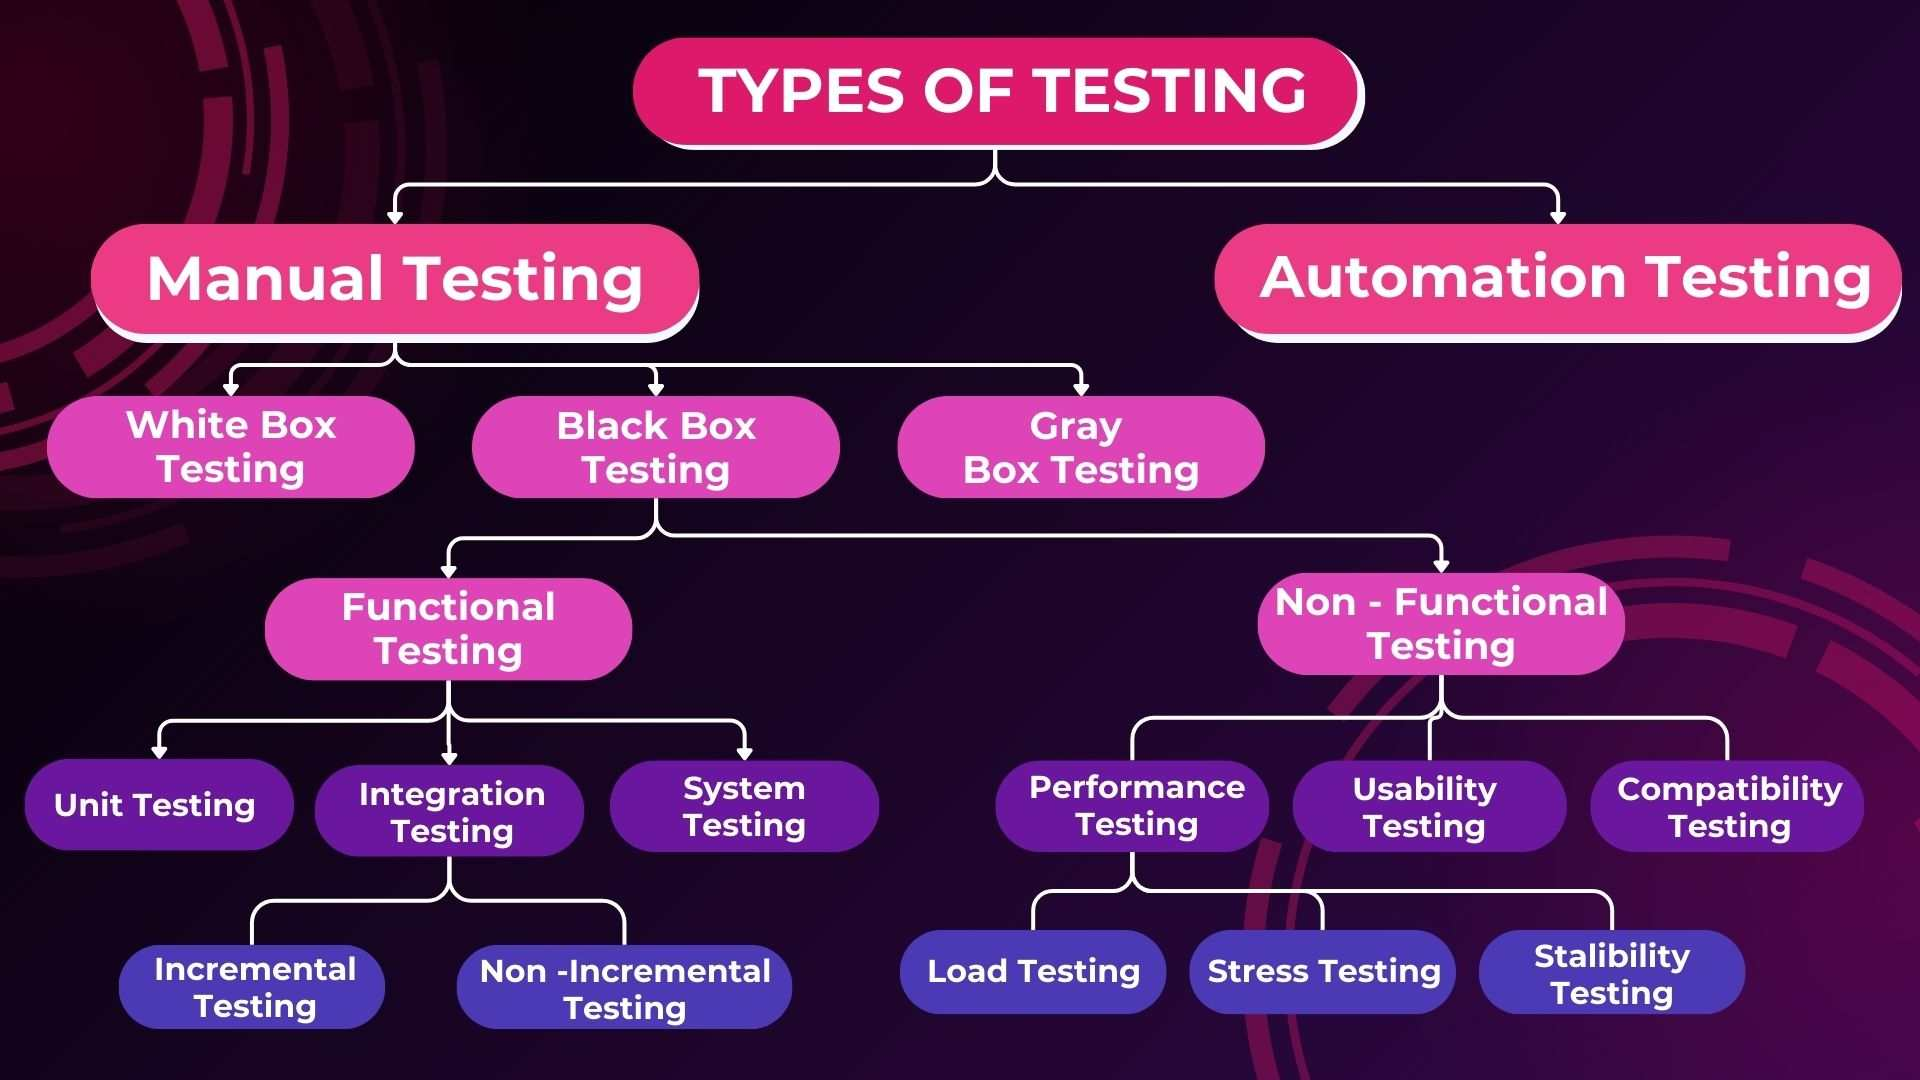 TYPES OF TESTING
Manual Testing
Automation Testing
White Box
Testing
Black Box
Testing
Gray
Box Testing
Functional
Testing
Non - Functional
Testing
Unit Testing
Integration
Testing
System
Testing
Performance
Testing
Usability
Testing
Compatibility
Testing
Incremental
Testing
Non -Incremental
Testing
Load Testing
Stress Testing
Stalibility
Testing